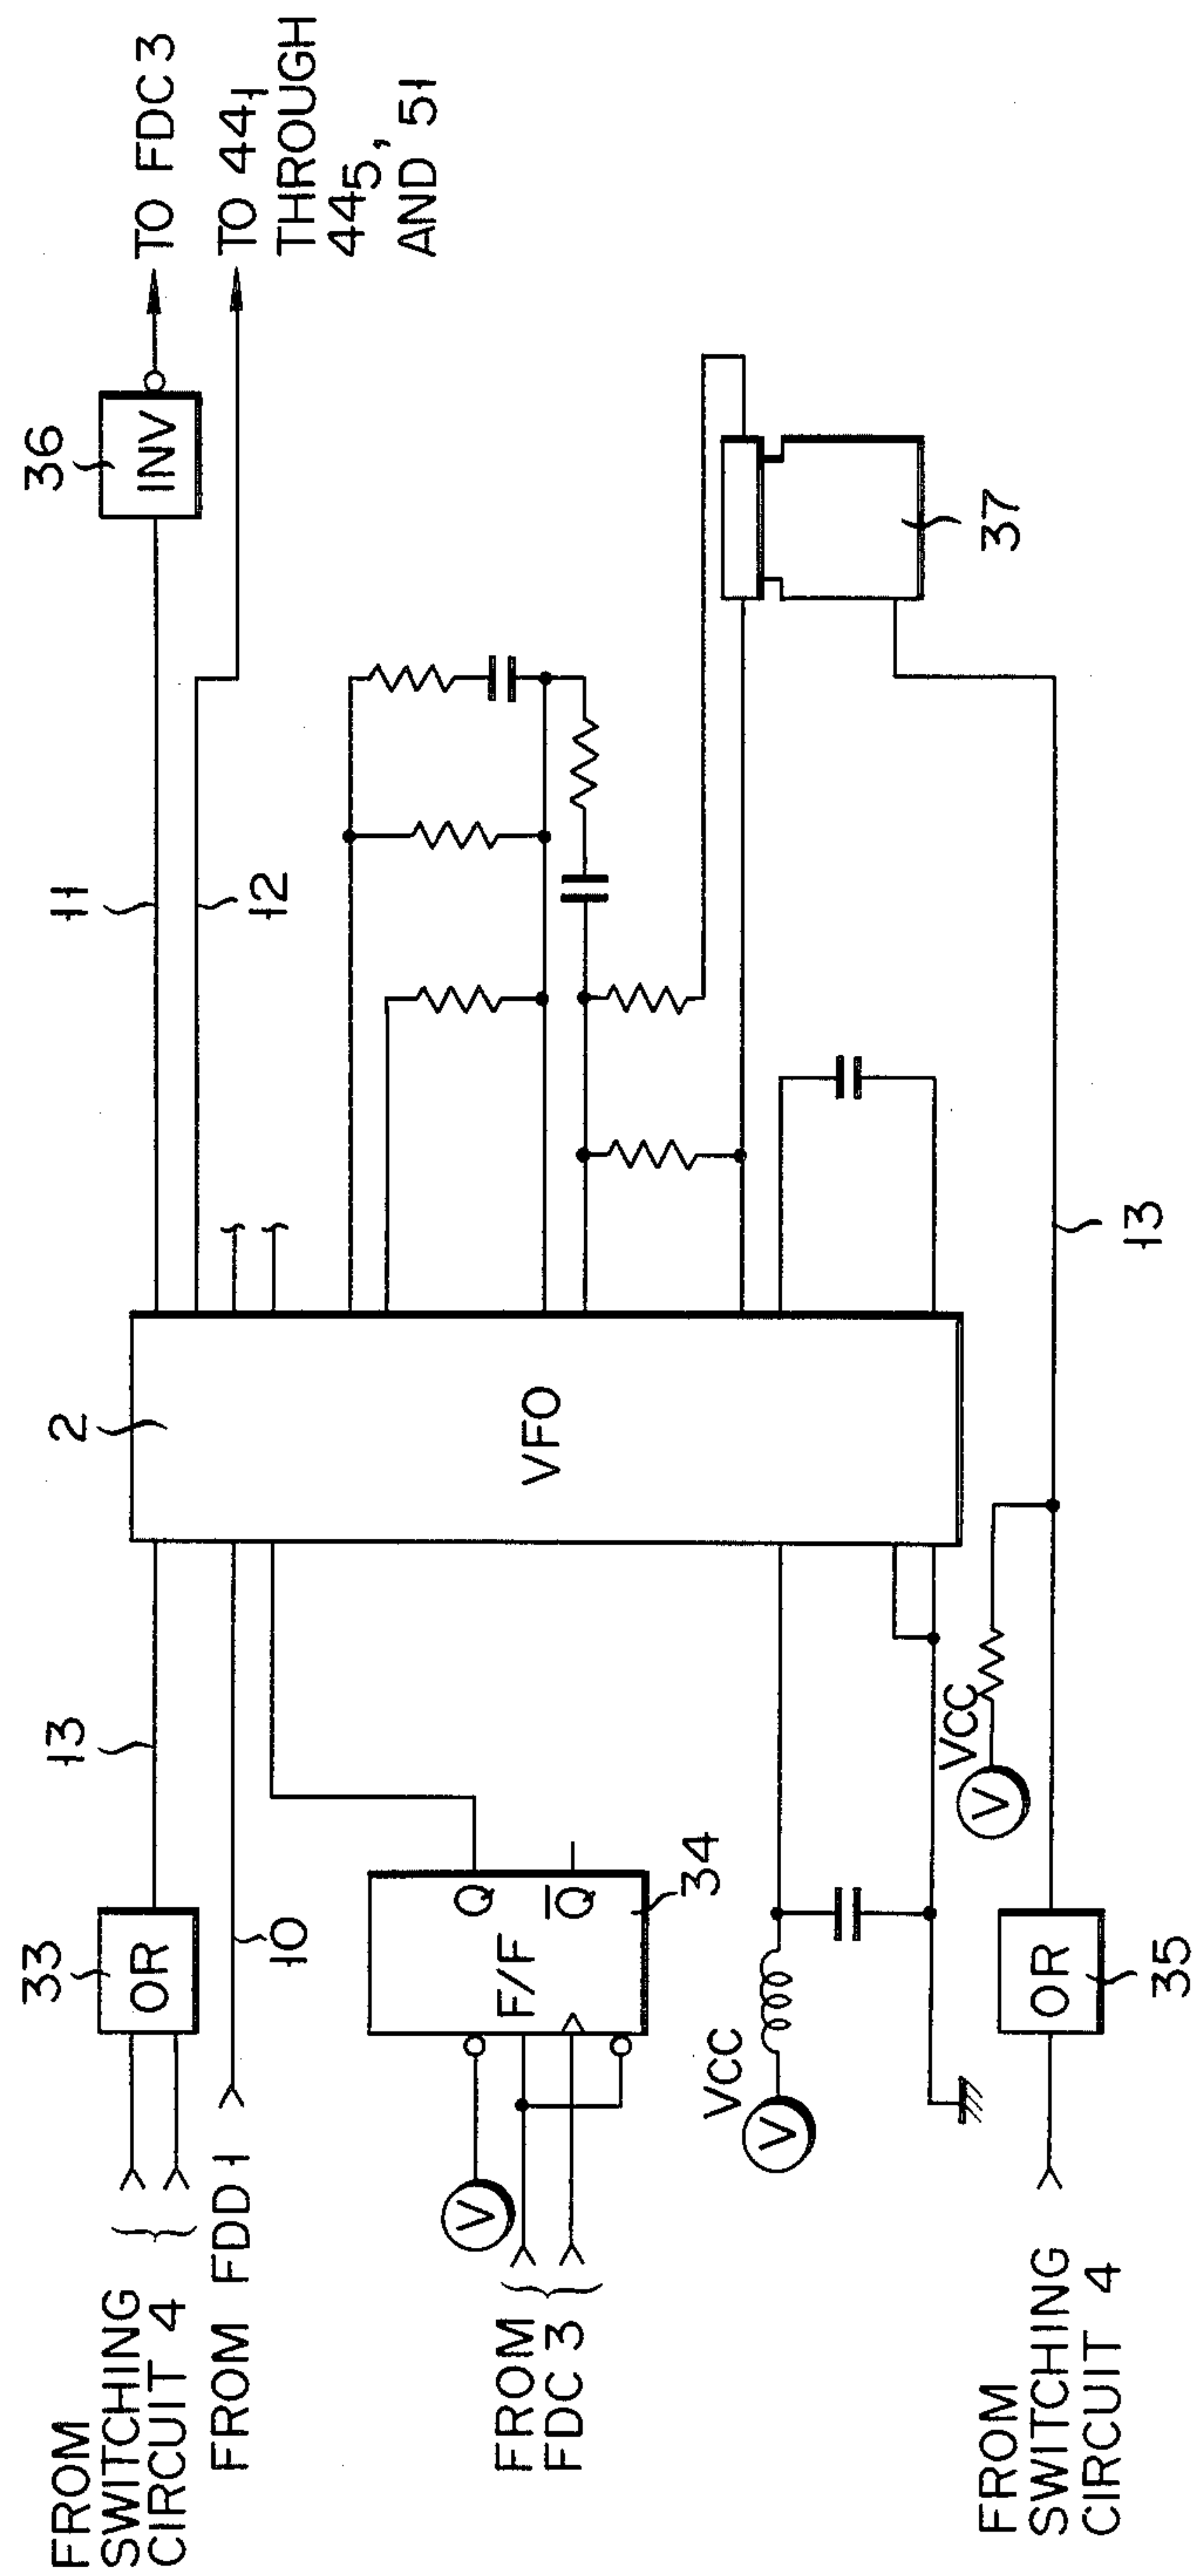 FROM
SWITCHING
CIRCUIT 4
33
OR
13
2
11
36
INV
TO FDC 3
FROM FDD 1
10
12
TO 44₁
THROUGH
44₅,
AND 51
FROM
FDC 3
V
F/F
Q
Q̅
34
VFO
VCC
V
37
VCC
V
FROM
SWITCHING
CIRCUIT 4
OR
35
13